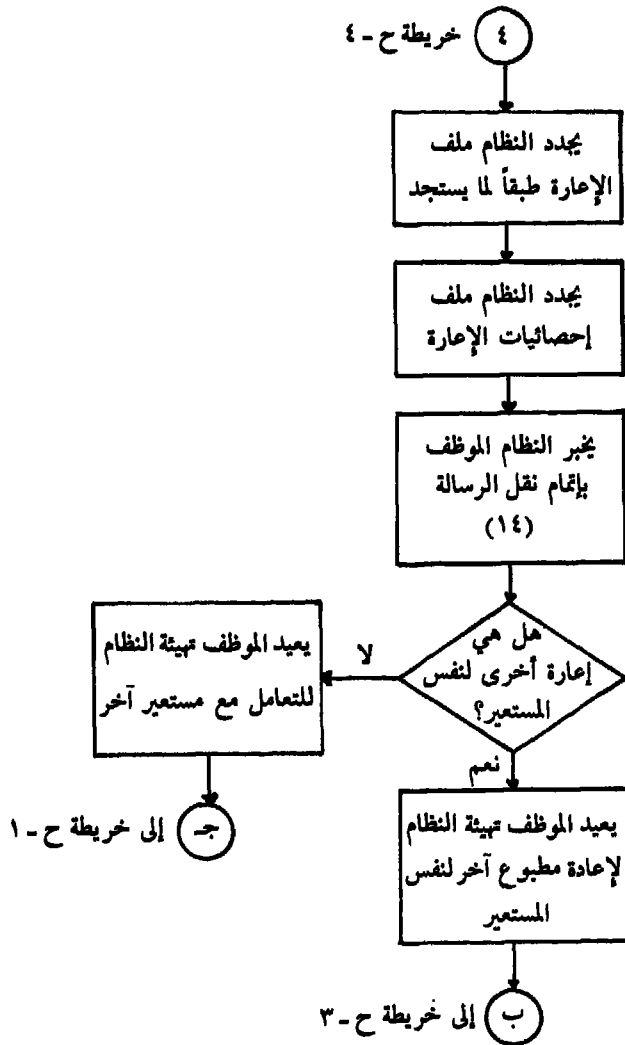 ٤ خريطة ح - ٤
يجدد النظام ملف
الإعارة طبقاً لما يستجد
يجدد النظام ملف
إحصائيات الإعارة
يخبر النظام الموظف
بإتمام نقل الرسالة
(١٤)
هل هي
إعارة أخرى لنفس
المستعير؟
لا
يعيد الموظف تهيئة النظام
للتعامل مع مستعير آخر
جـ إلى خريطة ح - ١
نعم
يعيد الموظف تهيئة النظام
لإعادة مطبوع آخر لنفس
المستعير
ب إلى خريطة ح - ٣